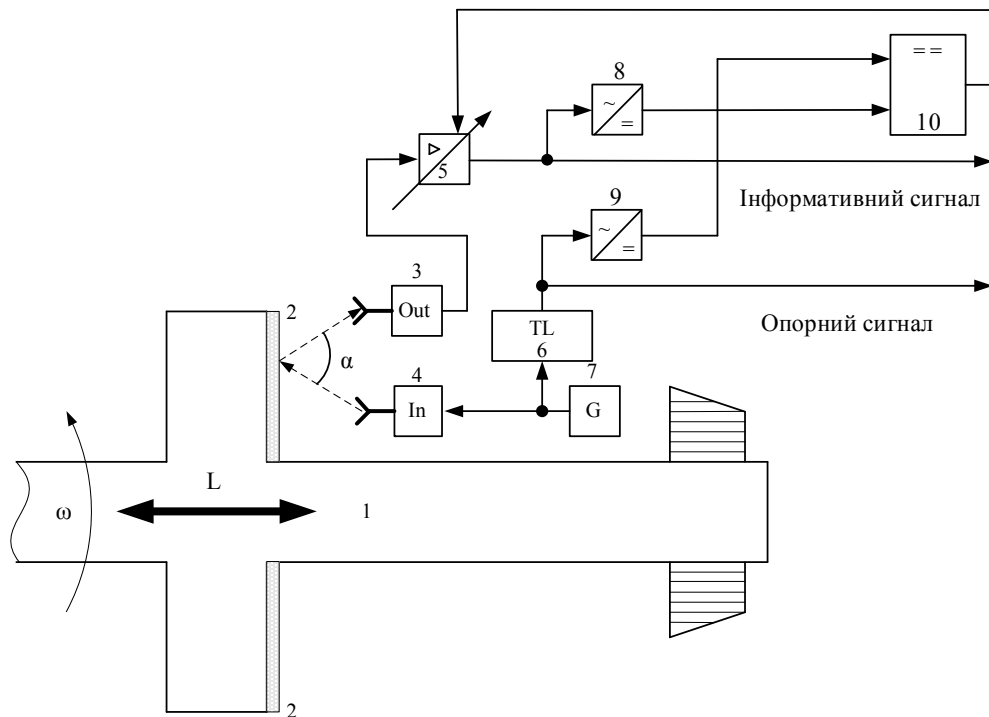 8
~
=
= =
10
▷
5
Інформативний сигнал
9
~
=
3
Out
2
TL
6
Опорний сигнал
α
4
In
7
G
L
ω
1
2